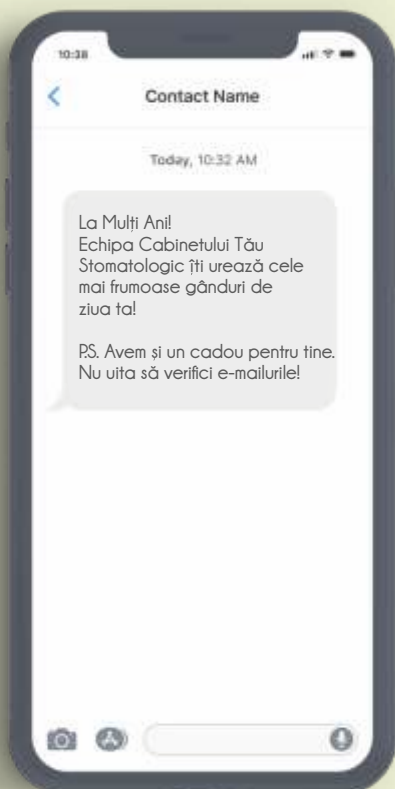 10:38
Contact Name
Today, 10:32 AM
La Mulți Ani!
Echipa Cabinetului Tău
Stomatologic îți urează cele
mai frumoase gânduri de
ziua ta!
P.S. Avem și un cadou pentru tine.
Nu uita să verifici e-mailurile!